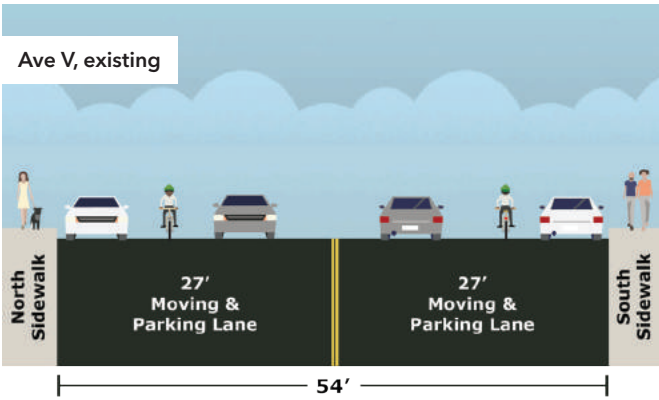 Ave V, existing
North
Sidewalk
27′
Moving &
Parking Lane
27′
Moving &
Parking Lane
South
Sidewalk
54′